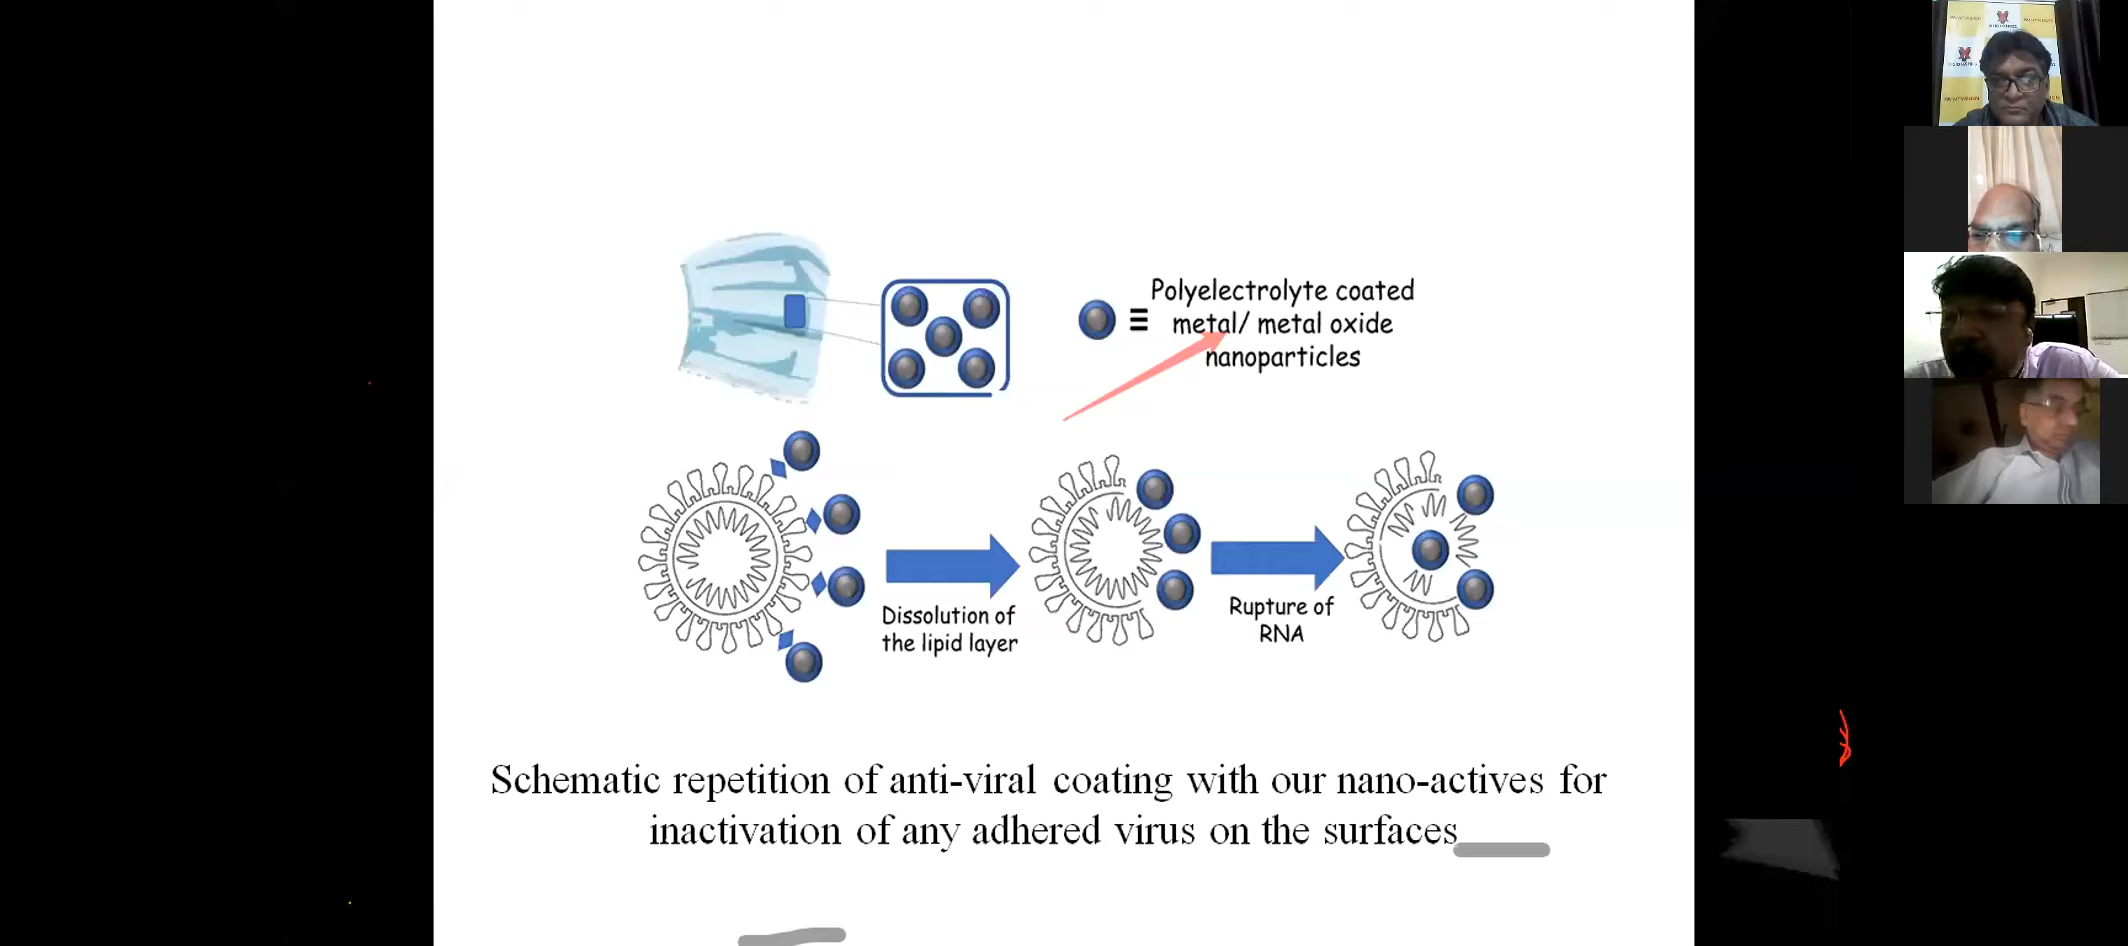 Polyelectrolyte coated
metal/ metal oxide
nanoparticles
Dissolution of
the lipid layer
Rupture of
RNA
Schematic repetition of anti-viral coating with our nano-actives for
inactivation of any adhered virus on the surfaces
PAINTVISION